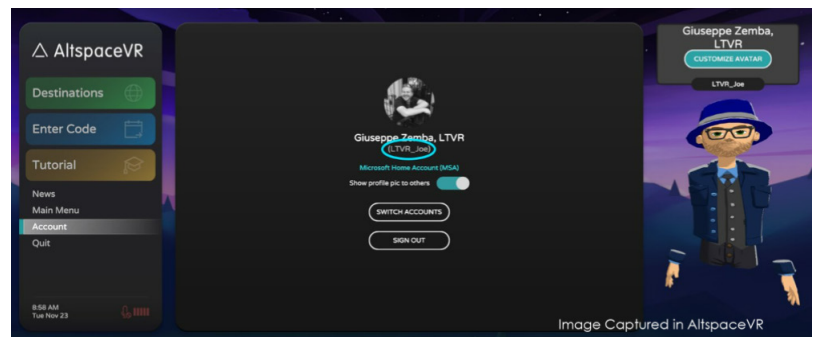 AltspaceVR
Destinations
Enter Code
Tutorial
News
Main Menu
Account
Quit
8:58 AM
Tue Nov 23
Giuseppe Zemba, LTVR
(LTVR_Joe)
Microsoft Home Account (MSA)
Show profile pic to others
SWITCH ACCOUNTS
SIGN OUT
Giuseppe Zemba,
LTVR
CUSTOMIZE AVATAR
LTVR_Joe
Image Captured in AltspaceVR